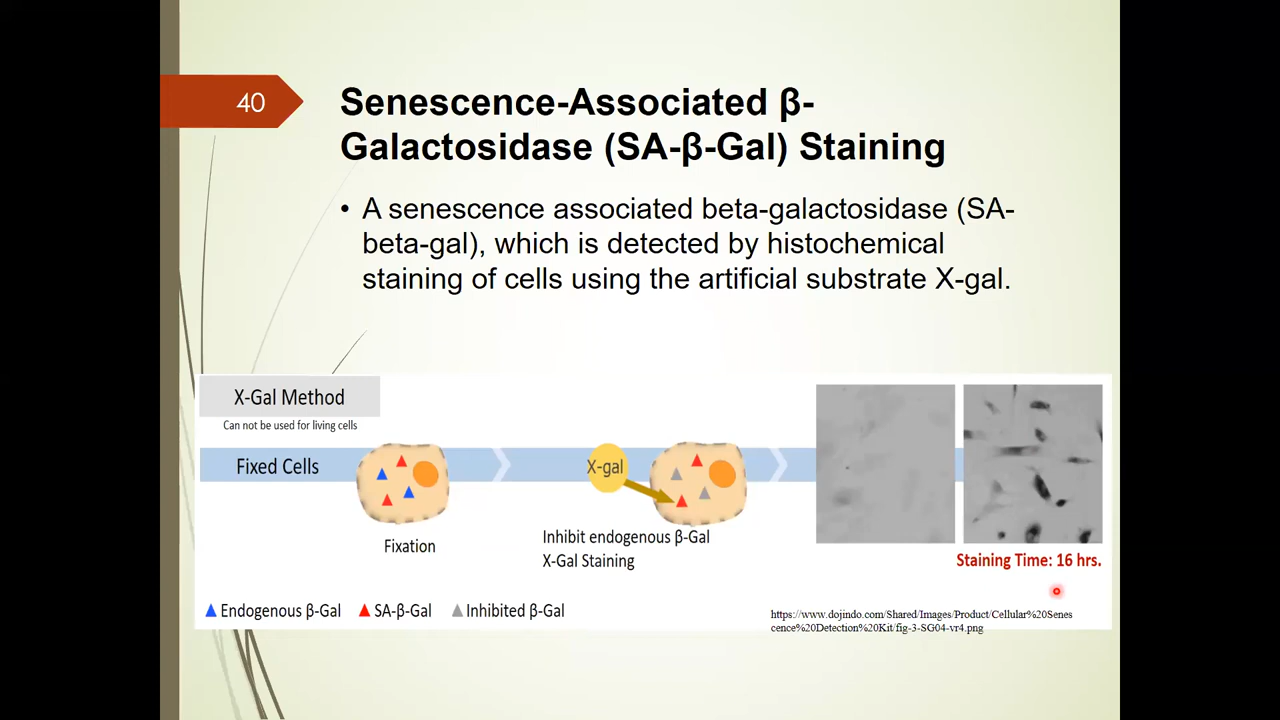 40
Senescence-Associated β-
Galactosidase (SA-β-Gal) Staining
• A senescence associated beta-galactosidase (SA-
beta-gal), which is detected by histochemical
staining of cells using the artificial substrate X-gal.
X-Gal Method
Can not be used for living cells
Fixed Cells
X-gal
Fixation
Inhibit endogenous β-Gal
X-Gal Staining
Staining Time: 16 hrs.
Endogenous β-Gal
SA-β-Gal
Inhibited β-Gal
https://www.dojindo.com/Shared/Images/Product/Cellular%20Senes
cence%20Detection%20Kit/fig-3-SG04-vr4.png